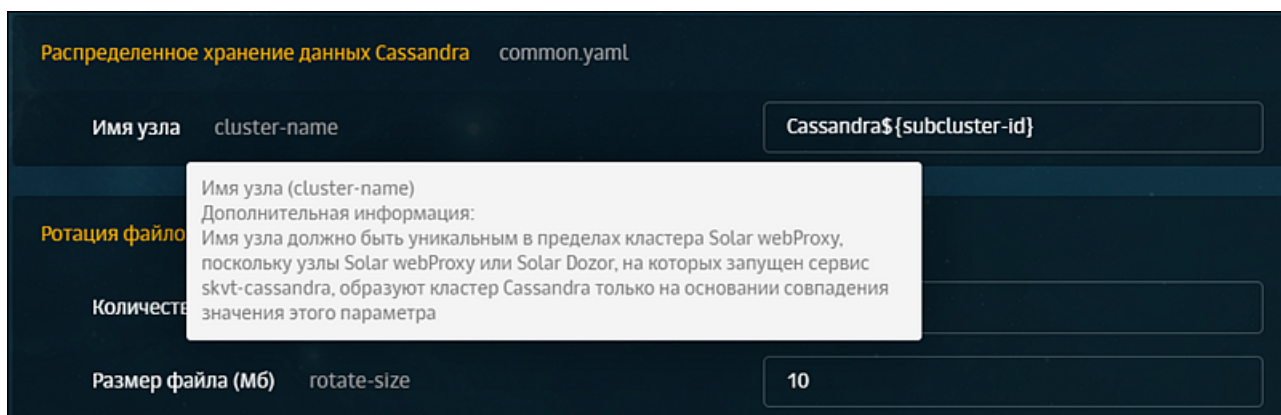 Распределенное хранение данных Cassandra common.yaml
Имя узла cluster-name Cassandra${subcluster-id}
Имя узла (cluster-name)
Дополнительная информация:
Имя узла должно быть уникальным в пределах кластера Solar webProxy,
поскольку узлы Solar webProxy или Solar Dozor, на которых запущен сервис
skvt-cassandra, образуют кластер Cassandra только на основании совпадения
значения этого параметра
Ротация файло
Количеств
Размер файла (Мб) rotate-size 10